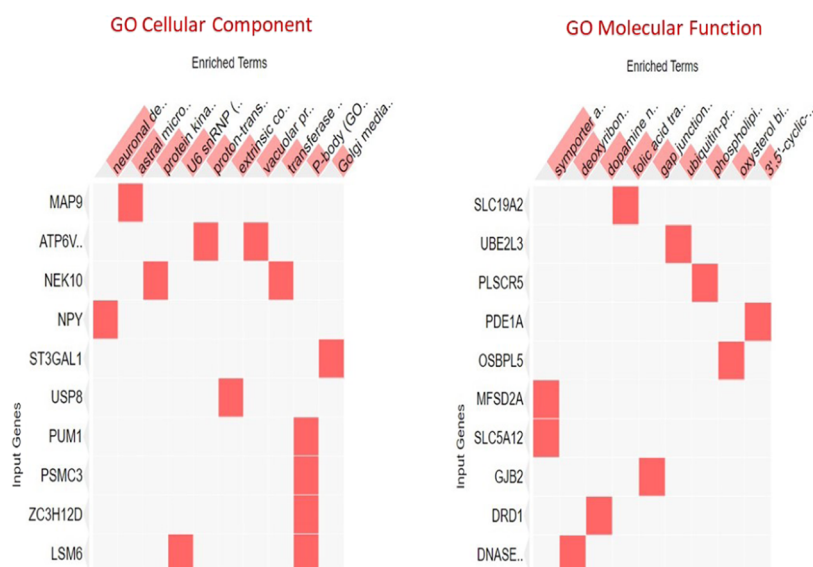 GO Cellular Component
Enriched Terms
neuronal de..
astral micro..
protein kina..
U6 snRNP (..
proton-trans..
extrinsic co..
vacuolar pr..
transferase ..
P-body (GO..
Golgi media..
MAP9
ATP6V..
NEK10
NPY
ST3GAL1
USP8
PUM1
PSMC3
ZC3H12D
LSM6
Input Genes
GO Molecular Function
Enriched Terms
symporter a..
deoxyribon..
dopamine n..
folic acid tra..
gap junction..
ubiquitin-pr..
phospholipi..
oxysterol bi..
3',5'-cyclic-..
SLC19A2
UBE2L3
PLSCR5
PDE1A
OSBPL5
MFSD2A
SLC5A12
GJB2
DRD1
DNASE..
Input Genes